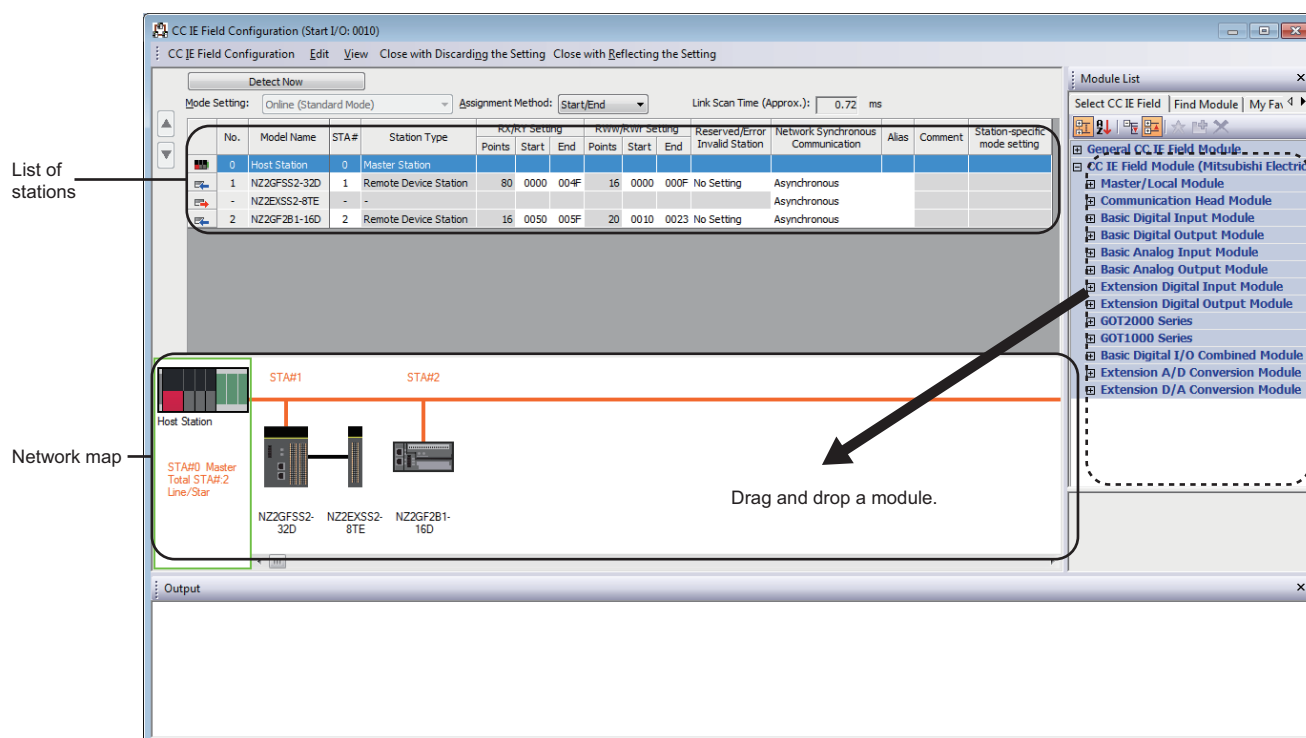 CC IE Field Configuration (Start I/O: 0010)
CC IE Field Configuration Edit View Close with Discarding the Setting Close with Reflecting the Setting
Detect Now
Mode Setting: Online (Standard Mode) Assignment Method: Start/End Link Scan Time (Approx.): 0.72 ms
No. Model Name STA# Station Type RX/RY Setting RWw/RWr Setting Reserved/Error Invalid Station Network Synchronous Communication Alias Comment Station-specific mode setting
Points Start End Points Start End
0 Host Station 0 Master Station
1 NZ2GFSS2-32D 1 Remote Device Station 80 0000 004F 16 0000 000F No Setting Asynchronous
- NZ2EXSS2-8TE - - Asynchronous
2 NZ2GF2B1-16D 2 Remote Device Station 16 0050 005F 20 0010 0023 No Setting Asynchronous
List of
stations
Module List
Select CC IE Field Find Module My Fav
General CC IE Field Module
CC IE Field Module (Mitsubishi Electric
Master/Local Module
Communication Head Module
Basic Digital Input Module
Basic Digital Output Module
Basic Analog Input Module
Basic Analog Output Module
Extension Digital Input Module
Extension Digital Output Module
GOT2000 Series
GOT1000 Series
Basic Digital I/O Combined Module
Extension A/D Conversion Module
Extension D/A Conversion Module
Network map
STA#1 STA#2
Host Station
STA#0 Master
Total STA#:2
Line/Star
NZ2GFSS2-
32D
NZ2EXSS2-
8TE
NZ2GF2B1-
16D
Drag and drop a module.
Output